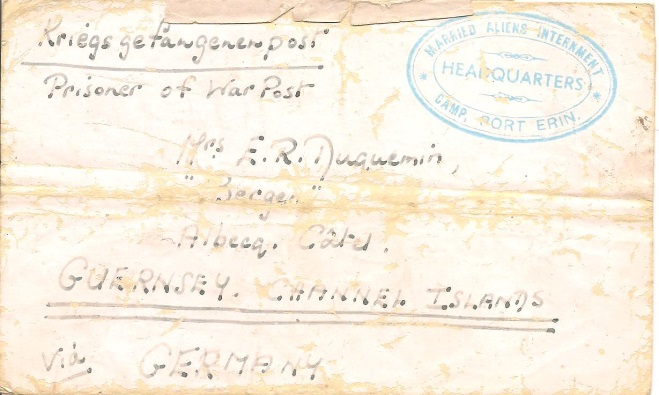 Kriegsgefangenenpost
Prisoner of War Post
MARRIED ALIENS INTERNMENT
HEADQUARTERS
CAMP. PORT ERIN.
Mrs E.R. Duquemin,
"Bergen"
Albecq. Câtel.
GUERNSEY. CHANNEL ISLANDS
Via GERMANY